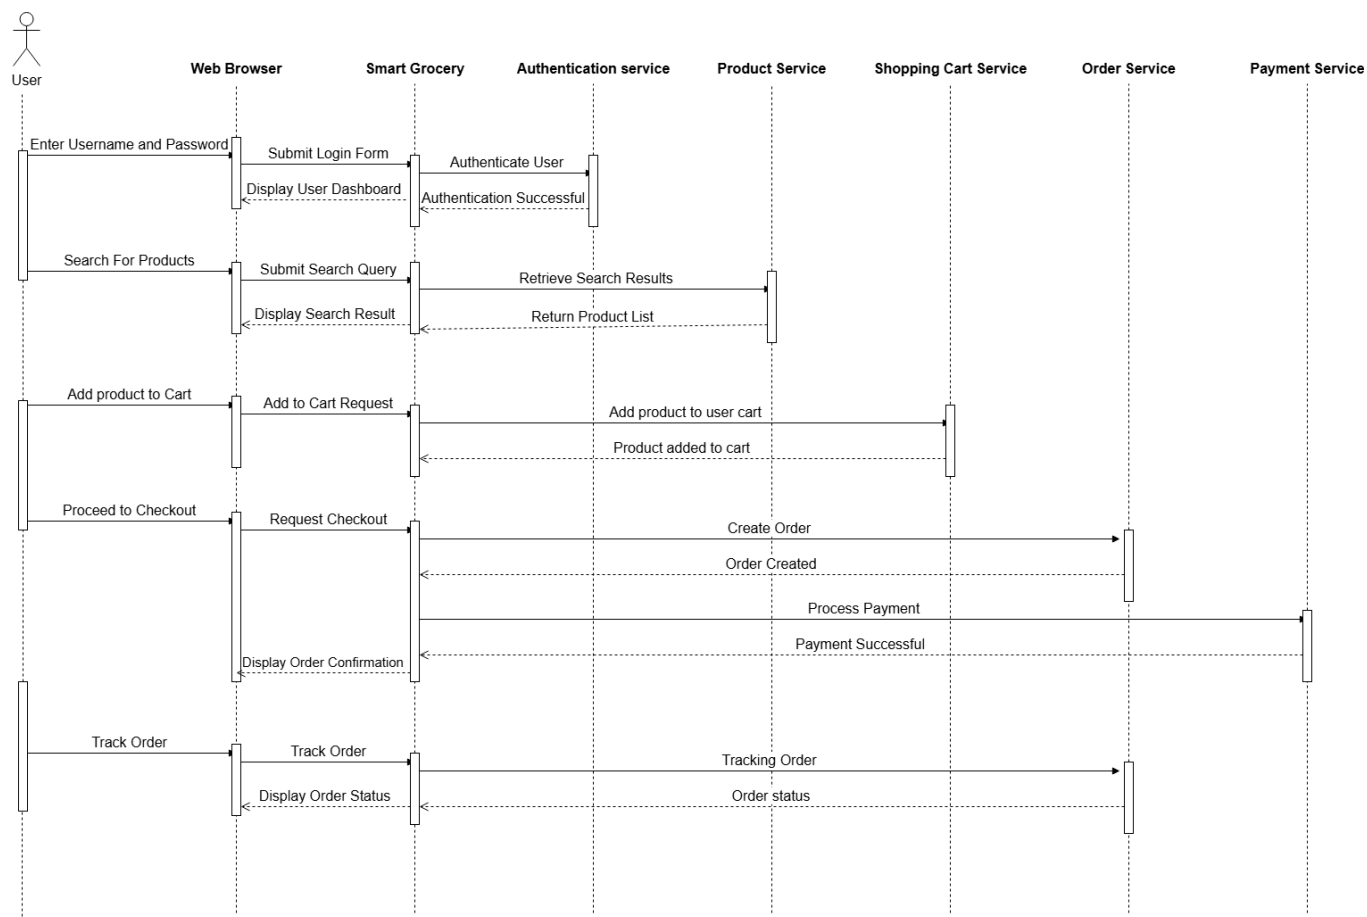 User
Web Browser
Smart Grocery
Authentication service
Product Service
Shopping Cart Service
Order Service
Payment Service
Enter Username and Password
Submit Login Form
Authenticate User
Display User Dashboard
Authentication Successful
Search For Products
Submit Search Query
Retrieve Search Results
Display Search Result
Return Product List
Add product to Cart
Add to Cart Request
Add product to user cart
Product added to cart
Proceed to Checkout
Request Checkout
Create Order
Order Created
Process Payment
Payment Successful
Display Order Confirmation
Track Order
Track Order
Tracking Order
Display Order Status
Order status